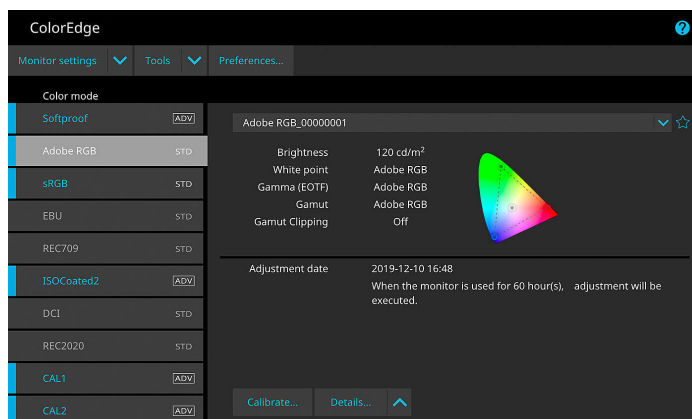 ColorEdge
?
Monitor settings Tools Preferences...
Color mode
Softproof ADV
Adobe RGB STD
sRGB STD
EBU STD
REC709 STD
ISOCoated2 ADV
DCI STD
REC2020 STD
CAL1 ADV
CAL2 ADV
Adobe RGB_00000001
Brightness 120 cd/m²
White point Adobe RGB
Gamma (EOTF) Adobe RGB
Gamut Adobe RGB
Gamut Clipping Off
Adjustment date 2019-12-10 16:48
When the monitor is used for 60 hour(s), adjustment will be
executed.
Calibrate... Details...